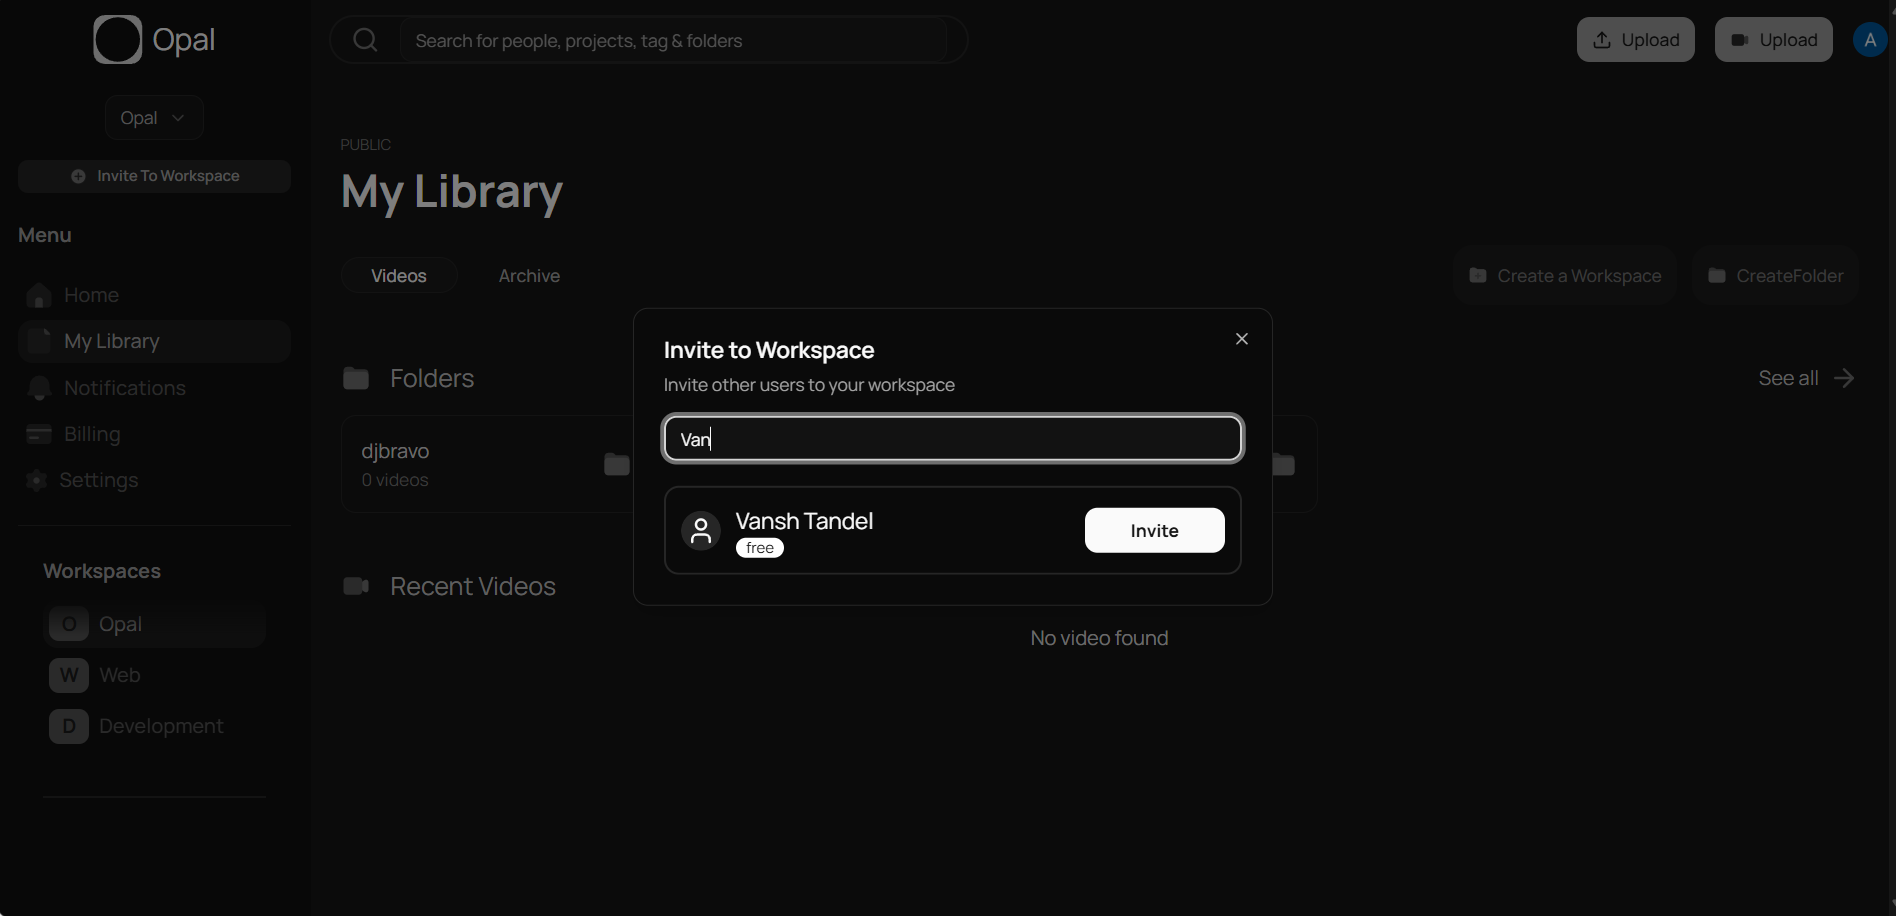 Opal
Search for people, projects, tag & folders
Upload
Upload
A
Opal
Invite To Workspace
PUBLIC
My Library
Menu
Videos
Archive
Create a Workspace
CreateFolder
Home
My Library
Notifications
Billing
Settings
Folders
See all
djbravo
0 videos
Invite to Workspace
Invite other users to your workspace
Van
Vansh Tandel
free
Invite
Recent Videos
No video found
Workspaces
O Opal
W Web
D Development